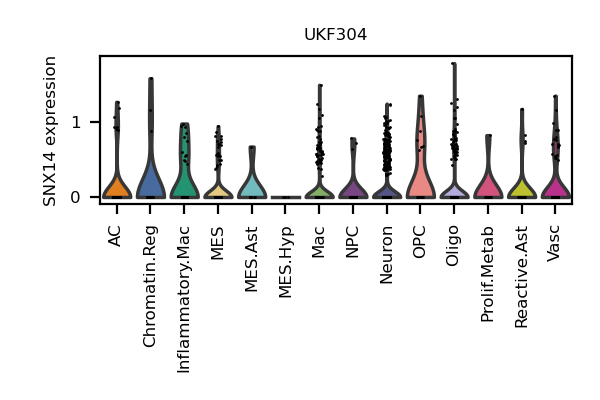 UKF304
SNX14 expression
1
0
AC
Chromatin.Reg
Inflammatory.Mac
MES
MES.Ast
MES.Hyp
Mac
NPC
Neuron
OPC
Oligo
Prolif.Metab
Reactive.Ast
Vasc